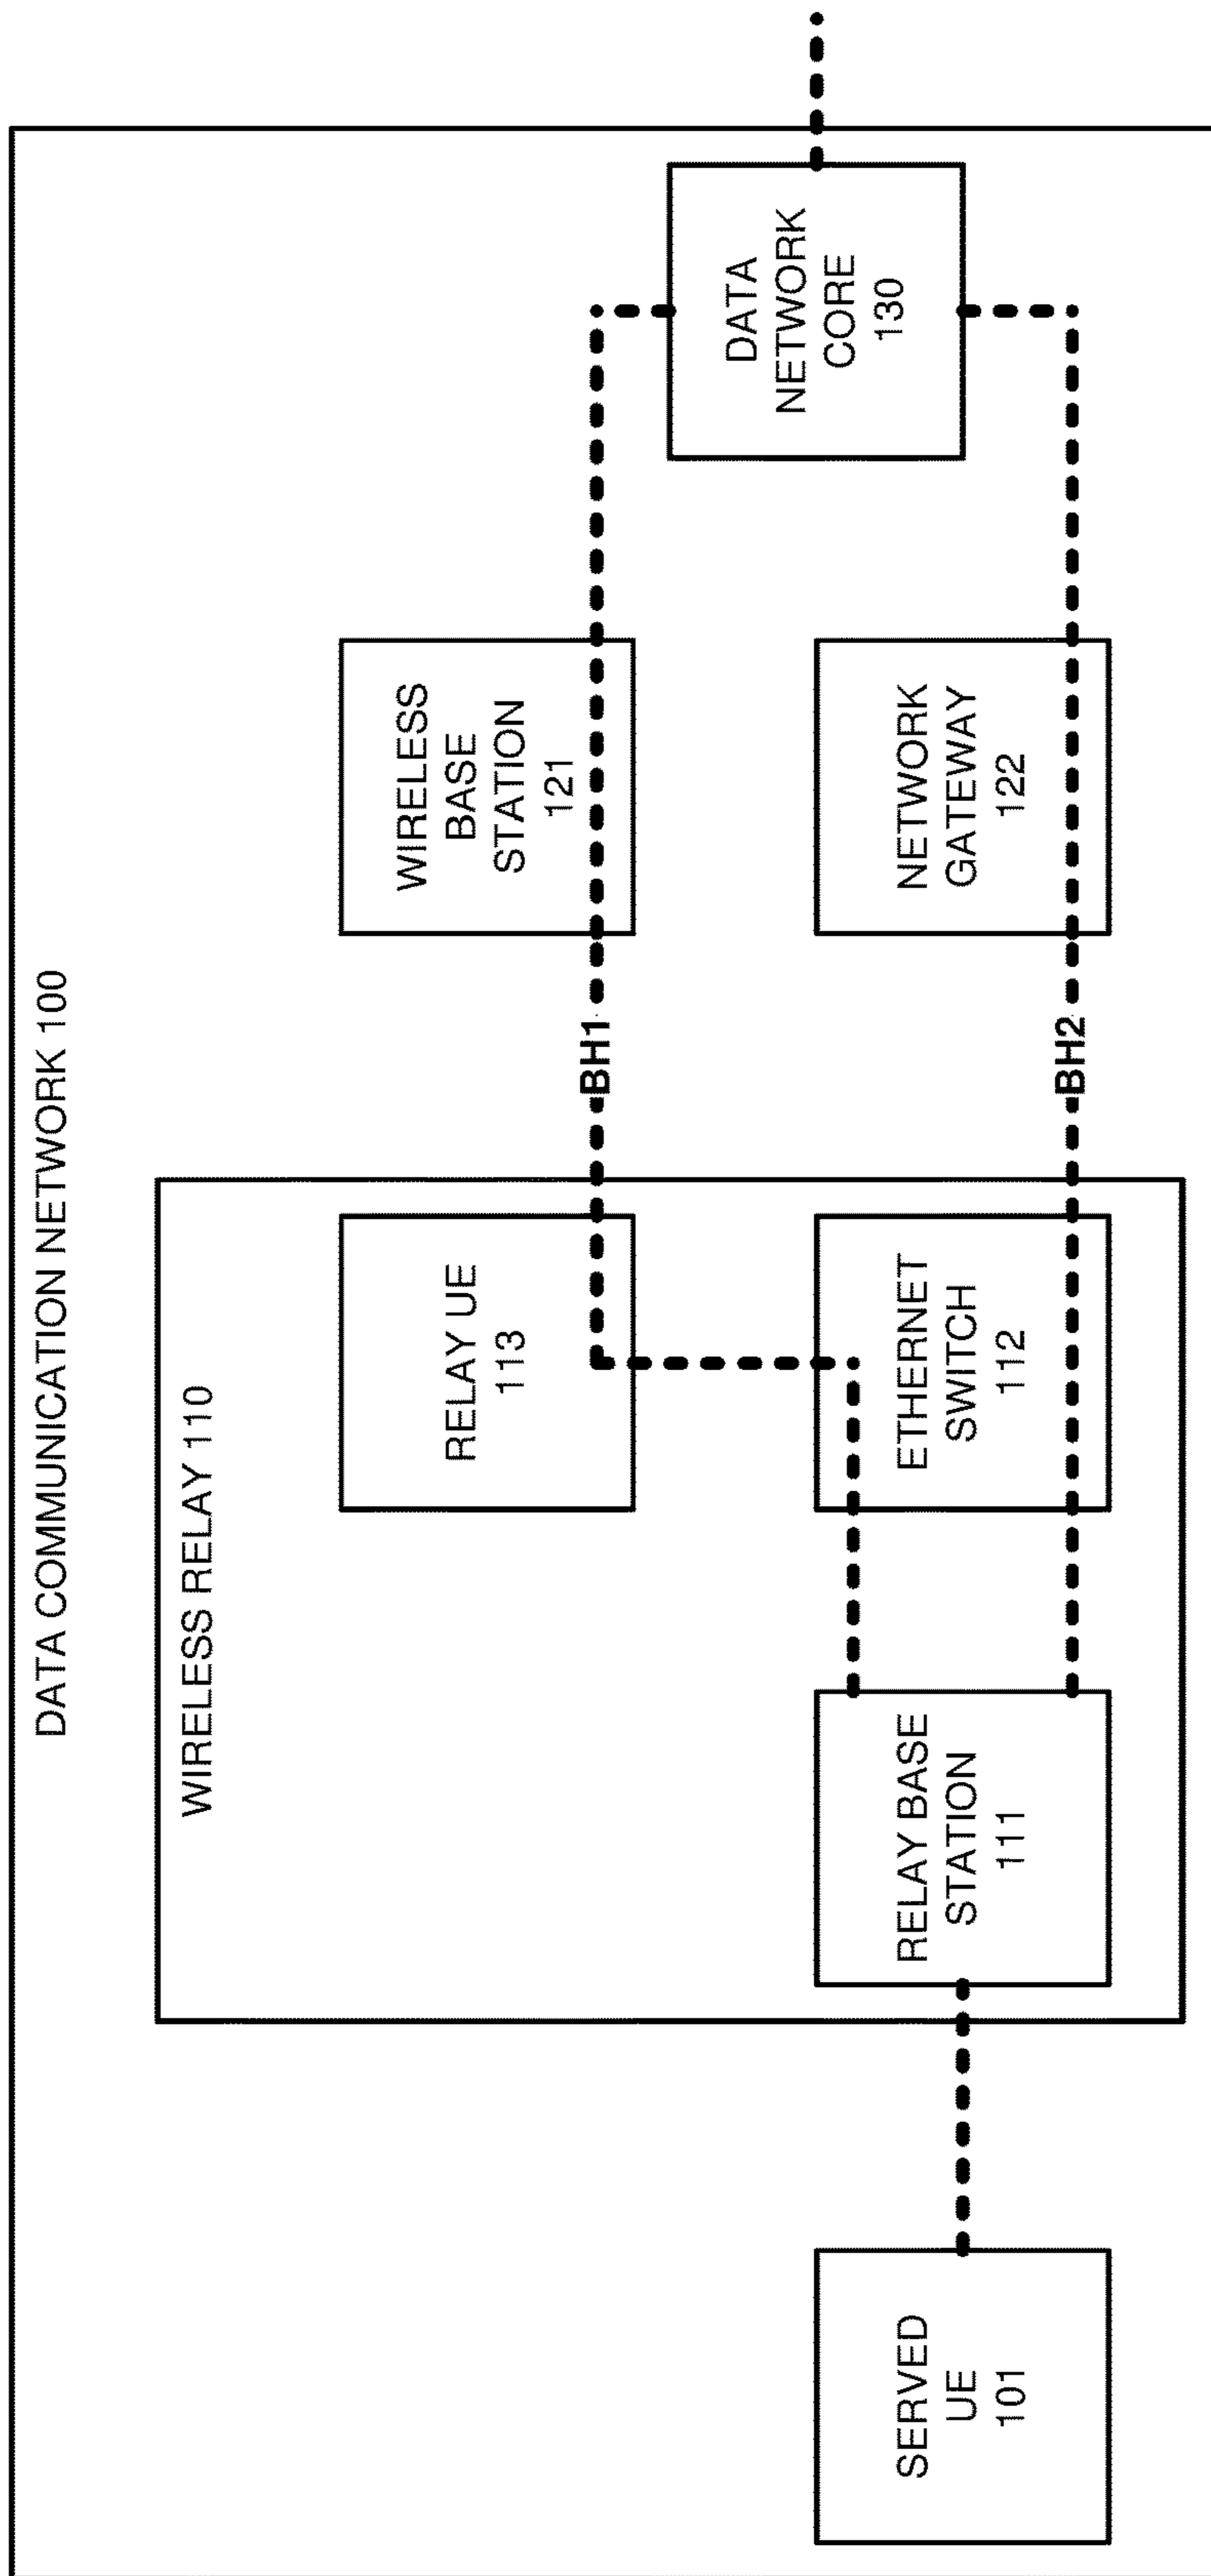 DATA COMMUNICATION NETWORK 100
WIRELESS RELAY 110
RELAY UE
113
WIRELESS
BASE
STATION
121
BH1
DATA
NETWORK
CORE
130
SERVED
UE
101
RELAY BASE
STATION
111
ETHERNET
SWITCH
112
BH2
NETWORK
GATEWAY
122